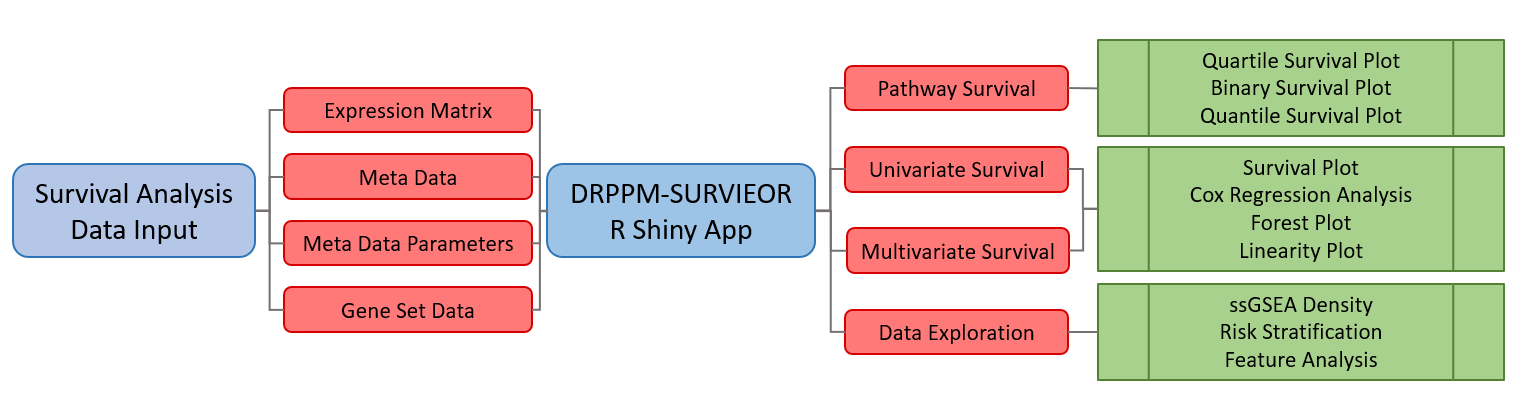 Survival Analysis
Data Input
Expression Matrix
Meta Data
Meta Data Parameters
Gene Set Data
DRPPM-SURVIEOR
R Shiny App
Pathway Survival
Univariate Survival
Multivariate Survival
Data Exploration
Quartile Survival Plot
Binary Survival Plot
Quantile Survival Plot
Survival Plot
Cox Regression Analysis
Forest Plot
Linearity Plot
ssGSEA Density
Risk Stratification
Feature Analysis